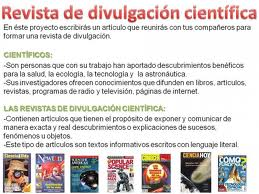 Revista de divulgación científica
En éste proyecto escribirás un artículo que reunirás con tus compañeros para
formar una revista de divulgación.
CIENTÍFICOS:
-Son personas que con su trabajo han aportado descubrimientos benéficos
para la salud, la ecología, la tecnología y la astronáutica.
-Sus investigadores ofrecen conocimientos que difunden en libros, artículos,
revistas, programas de radio y televisión, páginas de internet.
LAS REVISTAS DE DIVULGACIÓN CIENTÍFICA:
-Contienen artículos que tienen el propósito de exponer y comunicar de
manera exacta y real descubrimientos o explicaciones de sucesos,
fenómenos u objetos.
-Este tipo de artículos son textos informativos escritos con lenguaje literal.
POPULAR
CIENCIA HOY
¿CÓMO